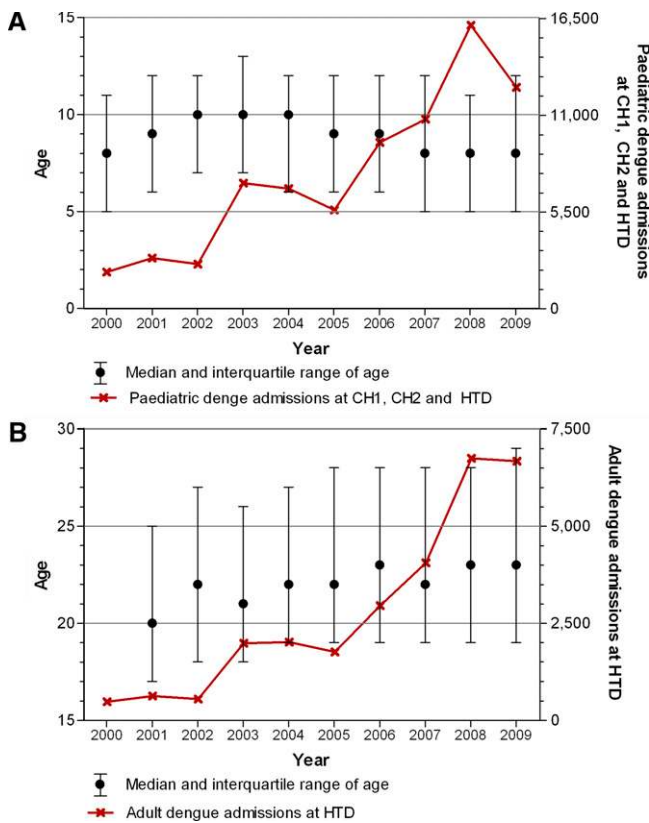 A
15
10
5
0
Age
16,500
11,000
5,500
0
Paediatric dengue admissions
at CH1, CH2 and HTD
2000 2001 2002 2003 2004 2005 2006 2007 2008 2009
Year
Median and interquartile range of age
Paediatric denge admissions at CH1, CH2 and HTD
B
30
25
20
15
Age
7,500
5,000
2,500
0
Adult dengue admissions at HTD
2000 2001 2002 2003 2004 2005 2006 2007 2008 2009
Year
Median and interquartile range of age
Adult dengue admissions at HTD